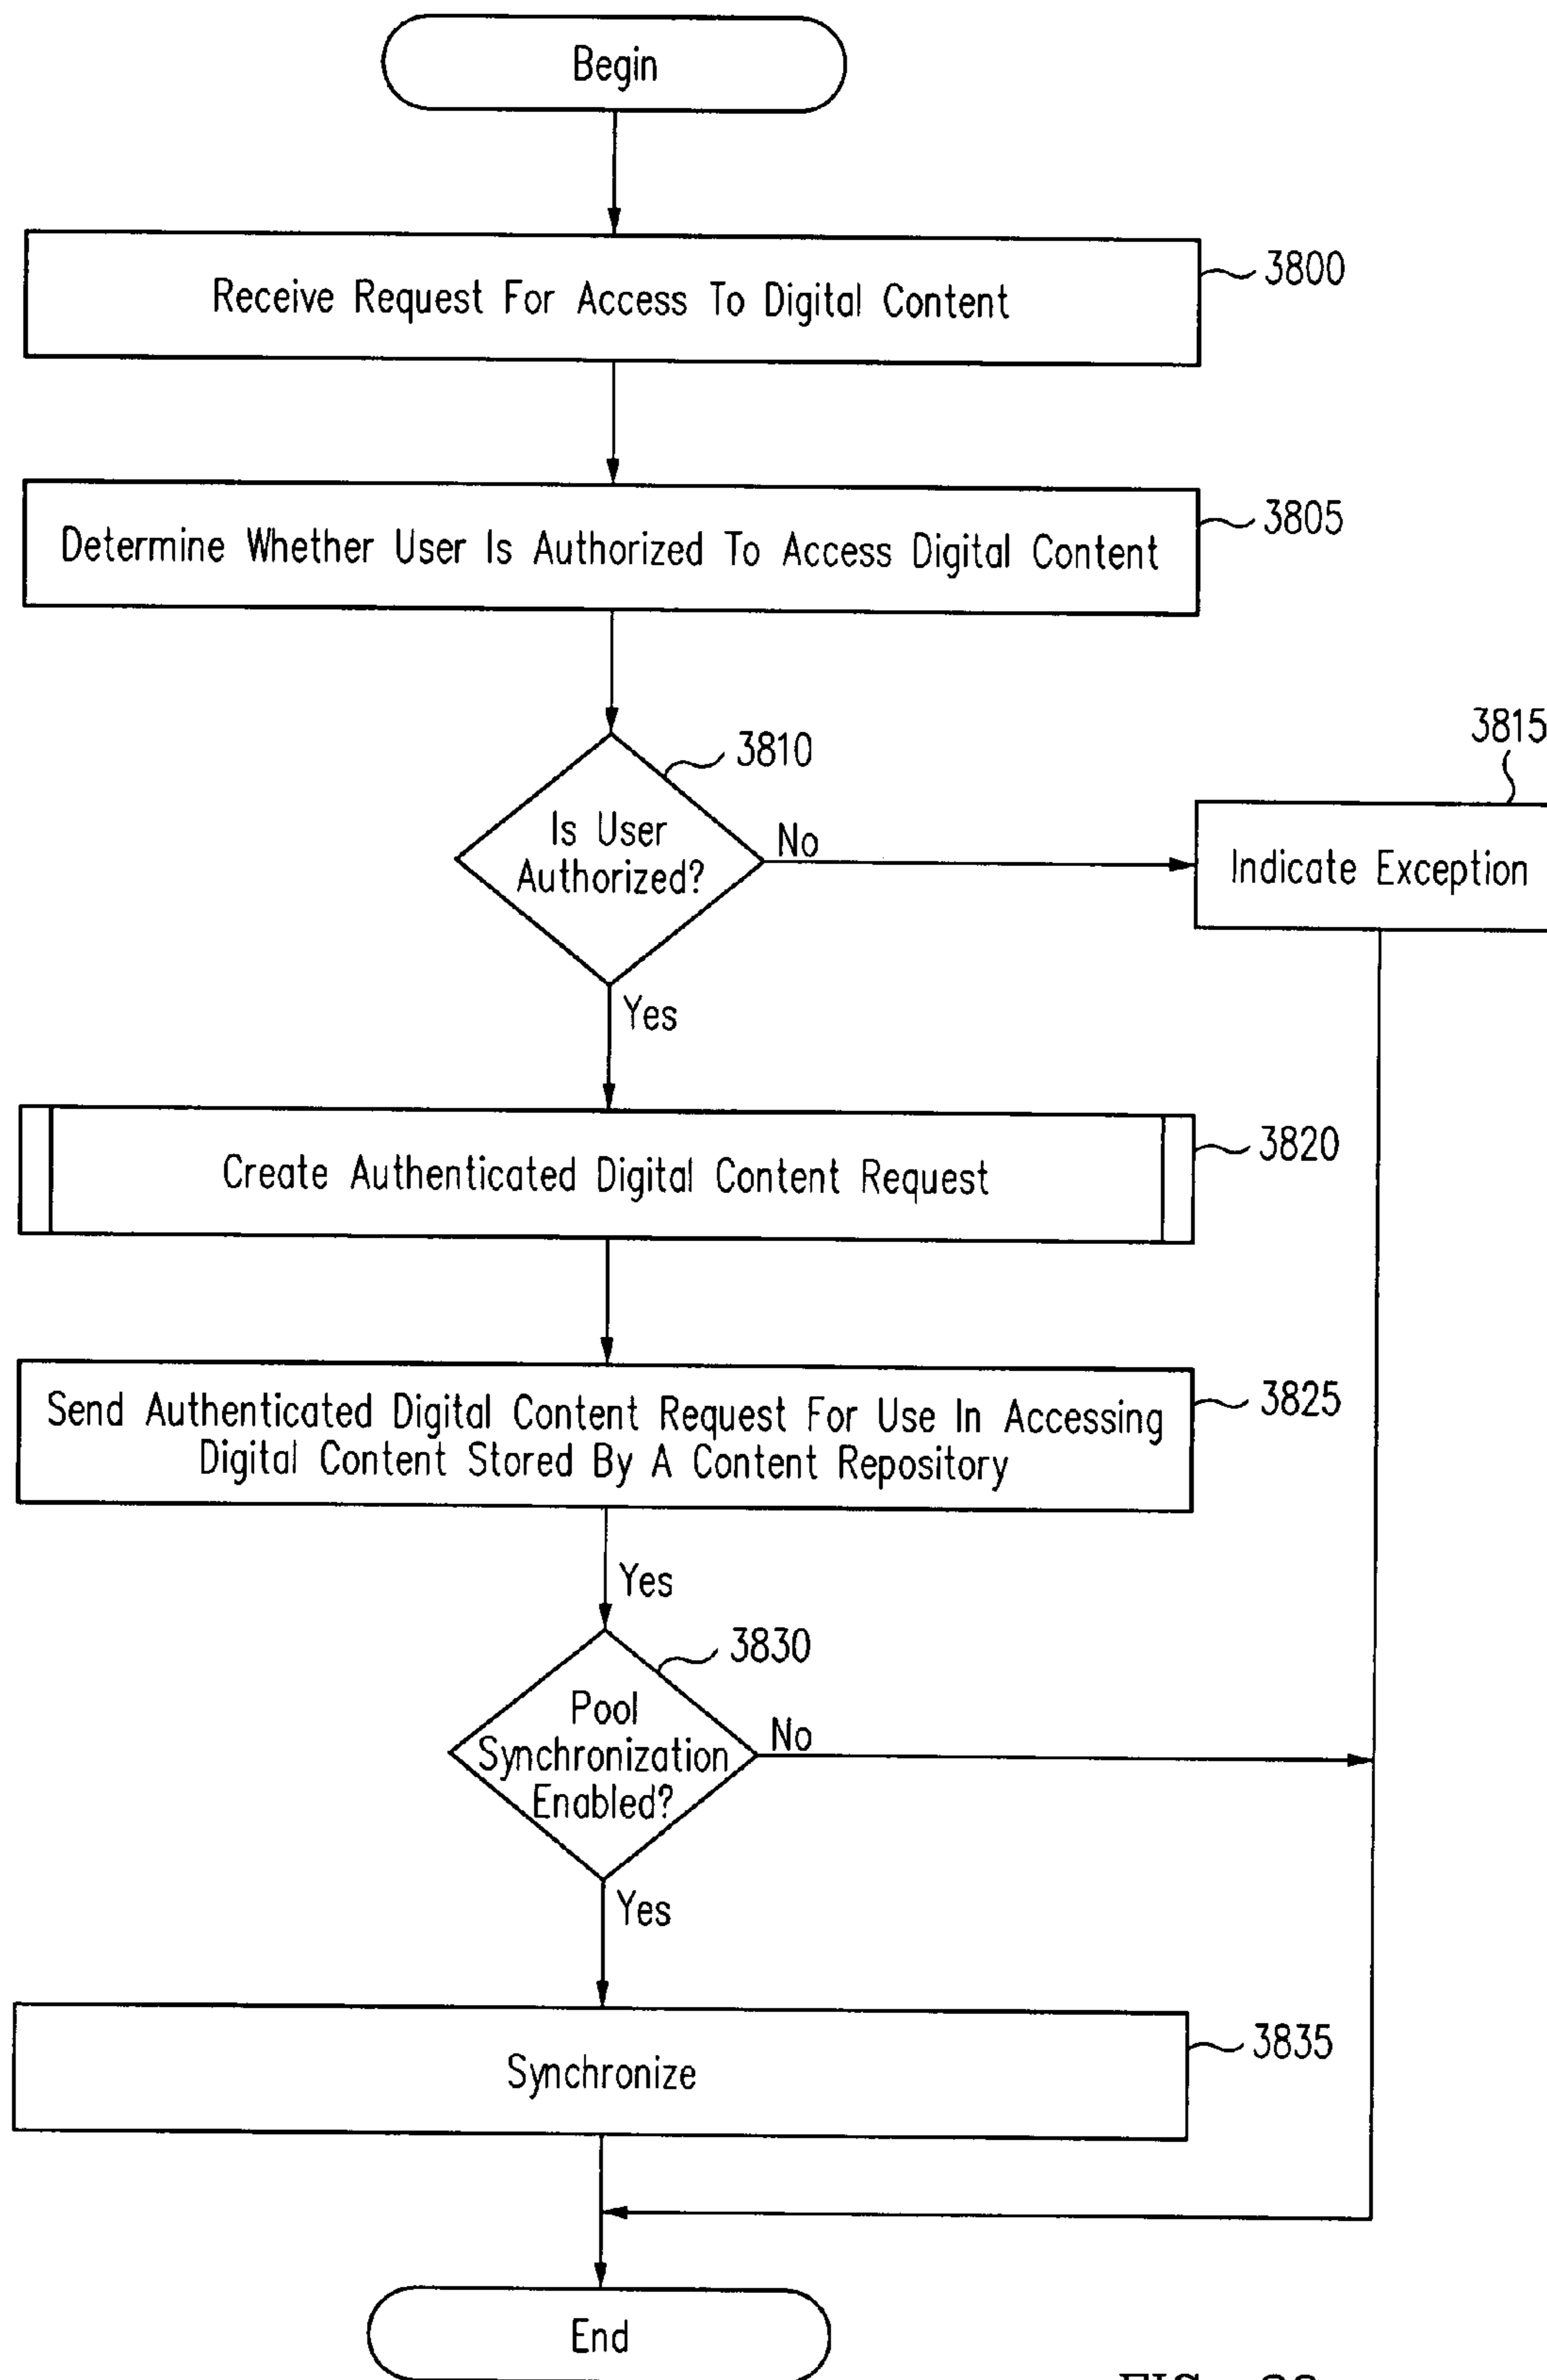 Begin
Receive Request For Access To Digital Content
3800
Determine Whether User Is Authorized To Access Digital Content
3805
3810
3815
Is User
Authorized?
No
Indicate Exception
Yes
Create Authenticated Digital Content Request
3820
Send Authenticated Digital Content Request For Use In Accessing
Digital Content Stored By A Content Repository
3825
Yes
3830
Pool
Synchronization
Enabled?
No
Yes
Synchronize
3835
End